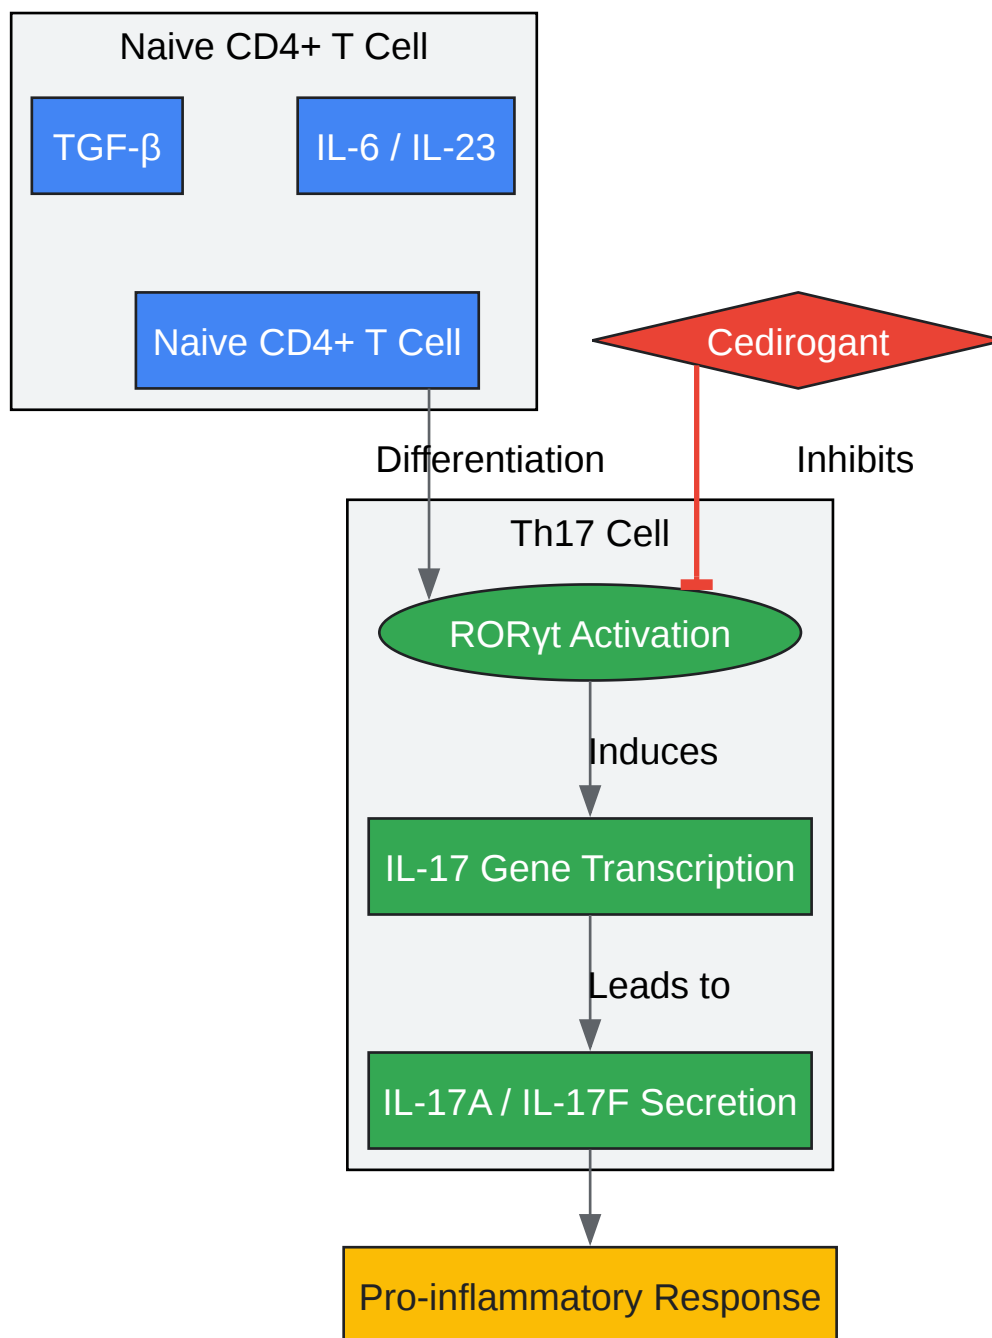 Naive CD4+ T Cell
TGF-β
IL-6 / IL-23
Naive CD4+ T Cell
Cedirogant
Differentiation
Inhibits
Th17 Cell
RORγt Activation
Induces
IL-17 Gene Transcription
Leads to
IL-17A / IL-17F Secretion
Pro-inflammatory Response